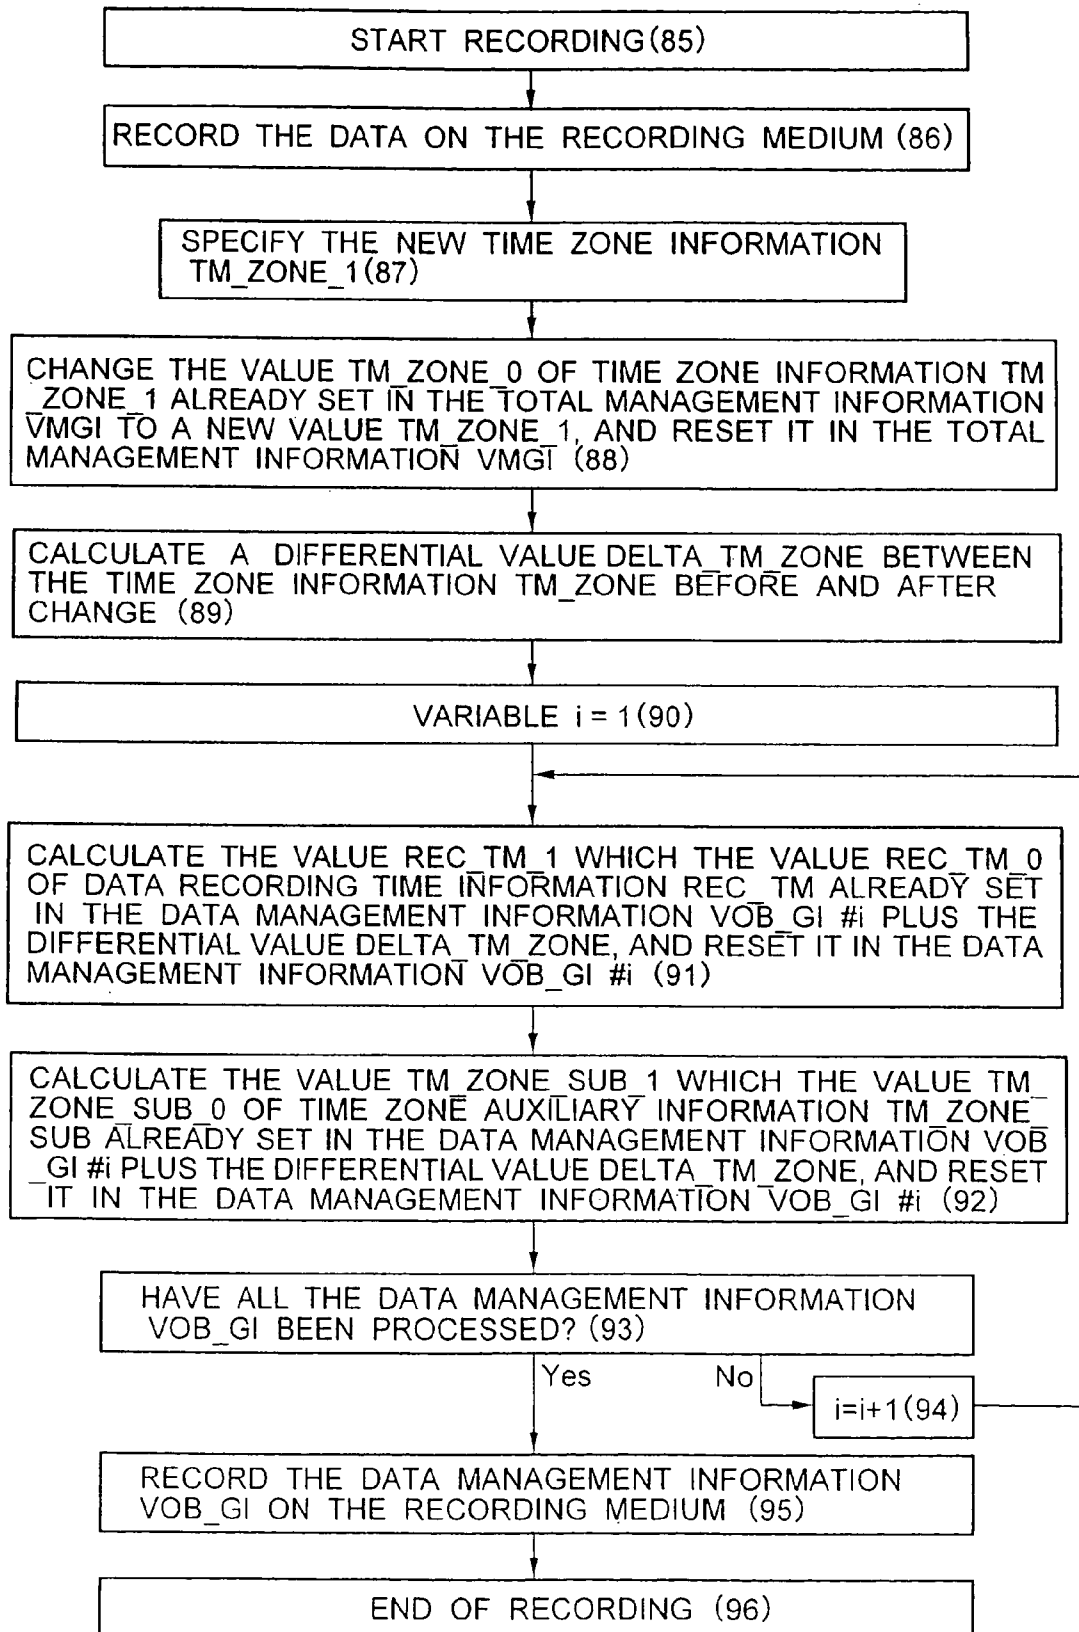 START RECORDING(85)
RECORD THE DATA ON THE RECORDING MEDIUM (86)
SPECIFY THE NEW TIME ZONE INFORMATION
TM_ZONE_1(87)
CHANGE THE VALUE TM_ZONE_0 OF TIME ZONE INFORMATION TM
_ZONE_1 ALREADY SET IN THE TOTAL MANAGEMENT INFORMATION
VMGI TO A NEW VALUE TM_ZONE_1, AND RESET IT IN THE TOTAL
MANAGEMENT INFORMATION VMGI (88)
CALCULATE A DIFFERENTIAL VALUE DELTA_TM_ZONE BETWEEN
THE TIME ZONE INFORMATION TM_ZONE BEFORE AND AFTER
CHANGE (89)
VARIABLE i = 1(90)
CALCULATE THE VALUE REC_TM_1 WHICH THE VALUE REC_TM_0
OF DATA RECORDING TIME INFORMATION REC_TM ALREADY SET
IN THE DATA MANAGEMENT INFORMATION VOB_GI #i PLUS THE
DIFFERENTIAL VALUE DELTA_TM_ZONE, AND RESET IT IN THE DATA
MANAGEMENT INFORMATION VOB_GI #i (91)
CALCULATE THE VALUE TM_ZONE_SUB_1 WHICH THE VALUE TM_
ZONE_SUB_0 OF TIME ZONE AUXILIARY INFORMATION TM_ZONE_
SUB ALREADY SET IN THE DATA MANAGEMENT INFORMATION VOB
_GI #i PLUS THE DIFFERENTIAL VALUE DELTA_TM_ZONE, AND RESET
IT IN THE DATA MANAGEMENT INFORMATION VOB_GI #i (92)
HAVE ALL THE DATA MANAGEMENT INFORMATION
VOB_GI BEEN PROCESSED? (93)
Yes
No
i=i+1(94)
RECORD THE DATA MANAGEMENT INFORMATION
VOB_GI ON THE RECORDING MEDIUM (95)
END OF RECORDING (96)